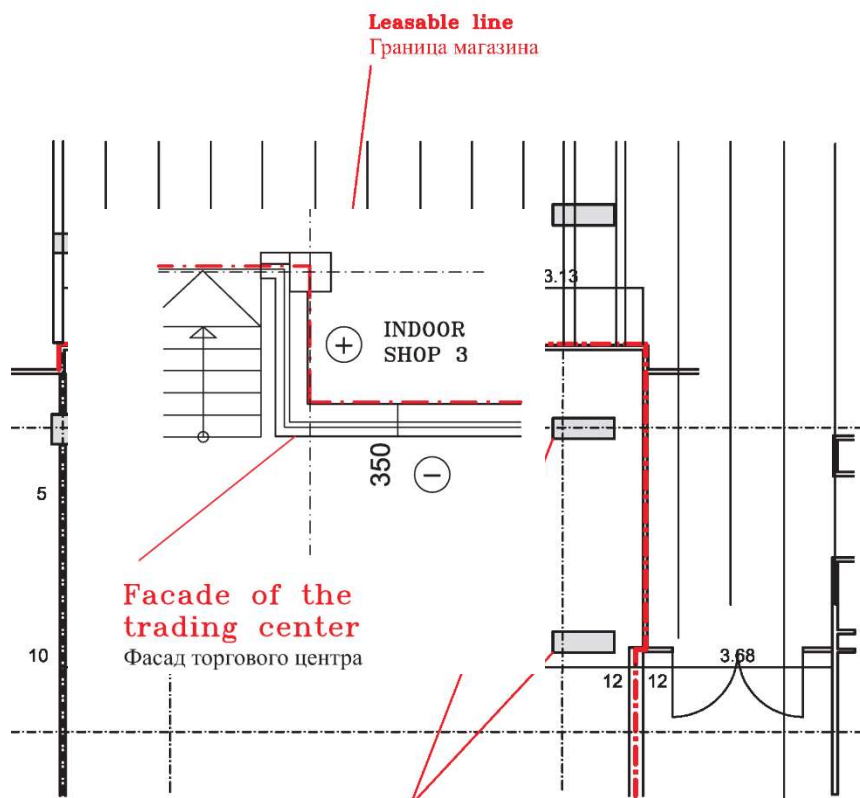 Leasable line
Граница магазина
3.13
INDOOR
SHOP 3
+
350
−
5
Facade of the
trading center
Фасад торгового центра
10
3.68
12 12